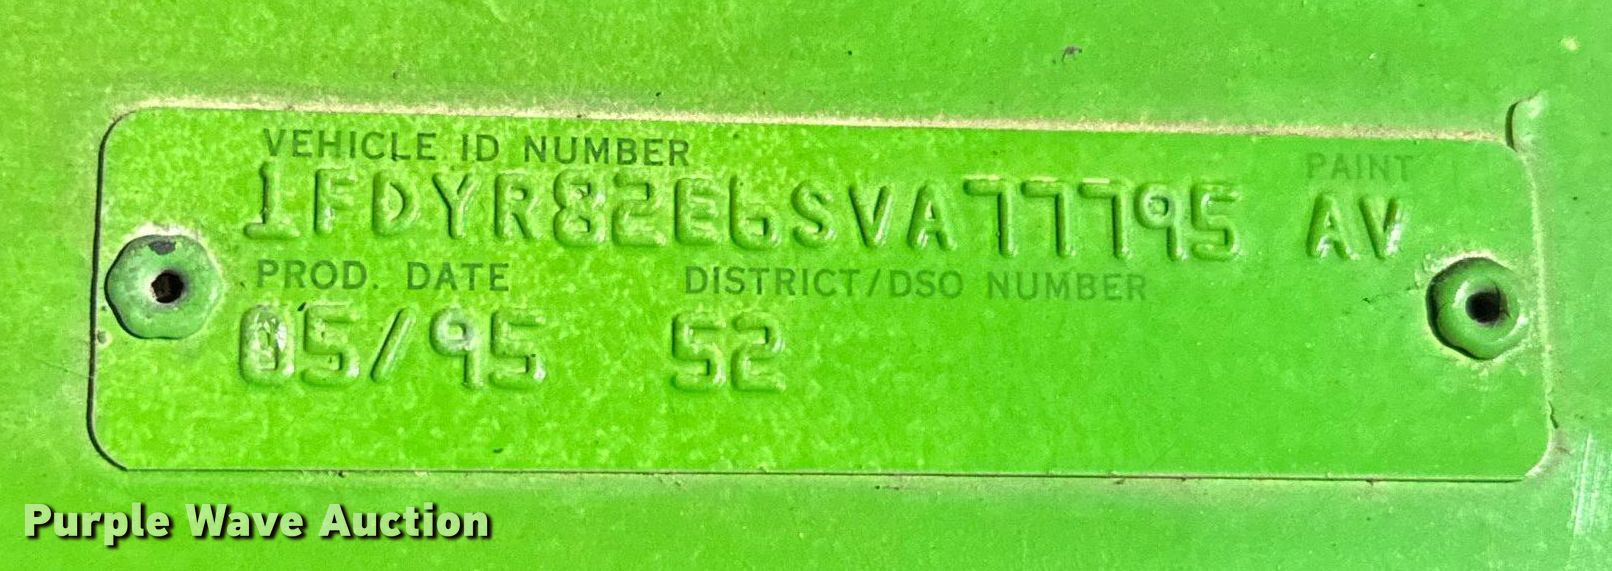 VEHICLE ID NUMBER PAINT
1FDYR82E6SVA77795 AV
PROD. DATE DISTRICT/DSO NUMBER
05/95 52
Purple Wave Auction